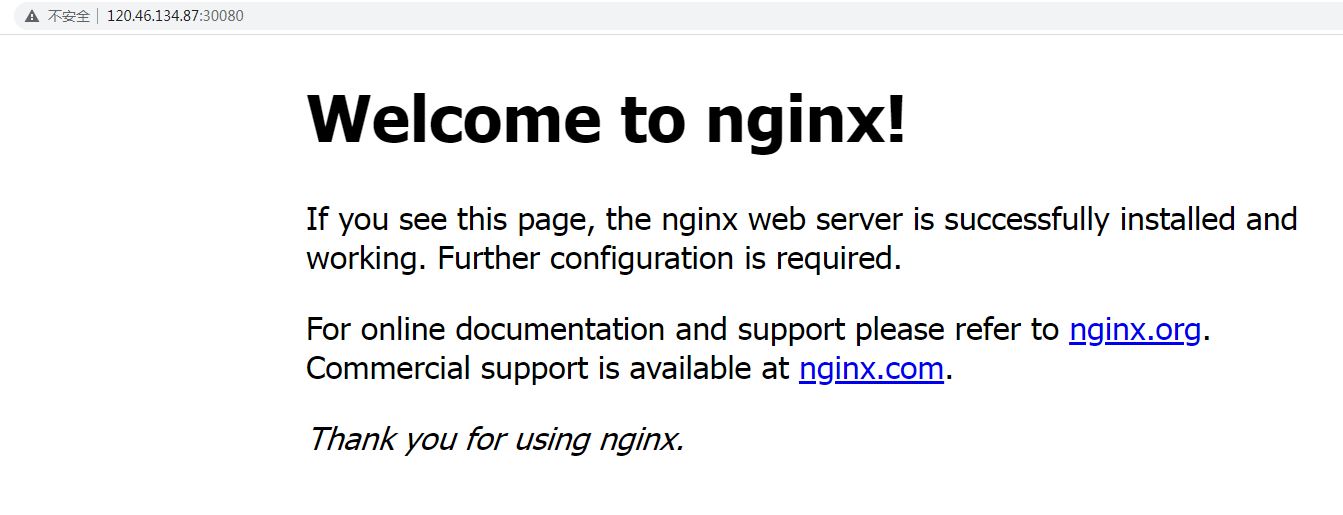 不安全 120.46.134.87:30080
Welcome to nginx!
If you see this page, the nginx web server is successfully installed and
working. Further configuration is required.
For online documentation and support please refer to nginx.org.
Commercial support is available at nginx.com.
Thank you for using nginx.